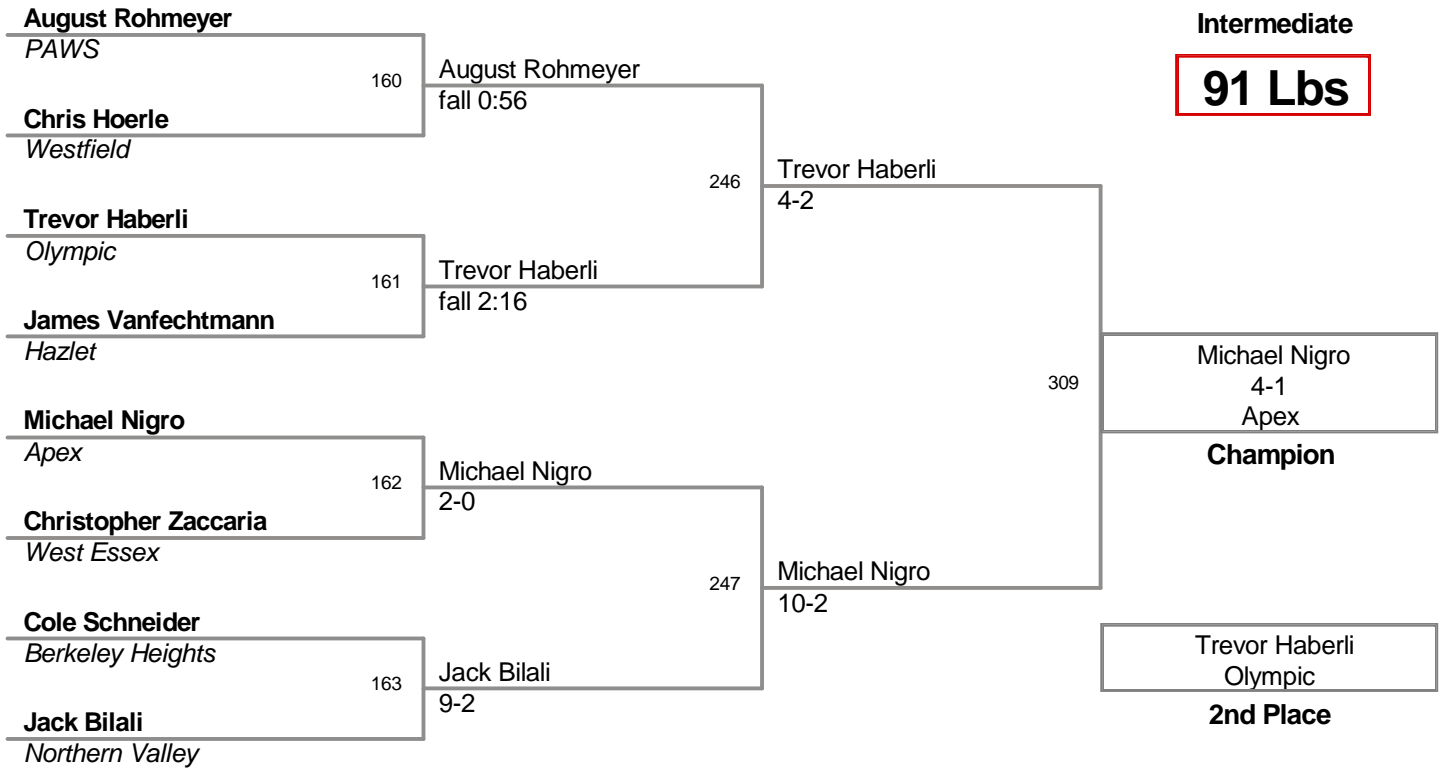 August Rohmeyer
PAWS
160
Chris Hoerle
Westfield
Trevor Haberli
Olympic
161
James Vanfechtmann
Hazlet
Michael Nigro
Apex
162
Christopher Zaccaria
West Essex
Cole Schneider
Berkeley Heights
163
Jack Bilali
Northern Valley
August Rohmeyer
fall 0:56
246
Trevor Haberli
fall 2:16
Michael Nigro
2-0
247
Jack Bilali
9-2
Trevor Haberli
4-2
309
Michael Nigro
10-2
Intermediate
91 Lbs
Michael Nigro
4-1
Apex
Champion
Trevor Haberli
Olympic
2nd Place